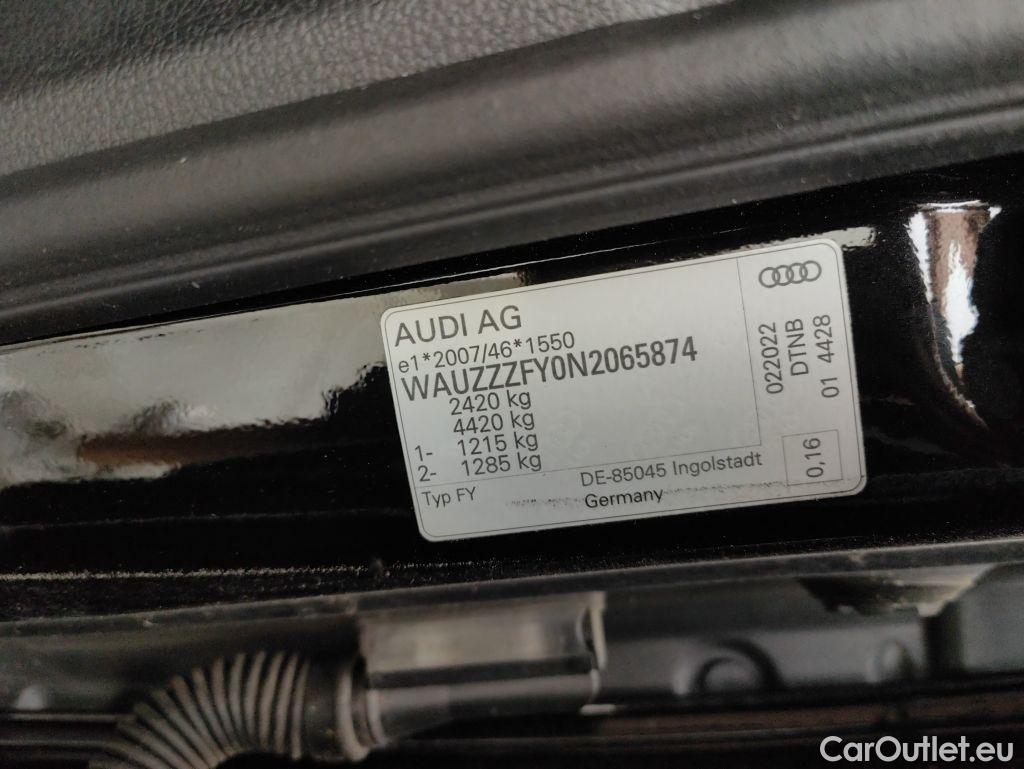 AUDI AG
e1*2007/46*1550
WAUZZZFY0N2065874
2420 kg
4420 kg
1- 1215 kg
2- 1285 kg
Typ FY
DE-85045 Ingolstadt
Germany
022022
DTNB
01 4428
0,16
CarOutlet.eu